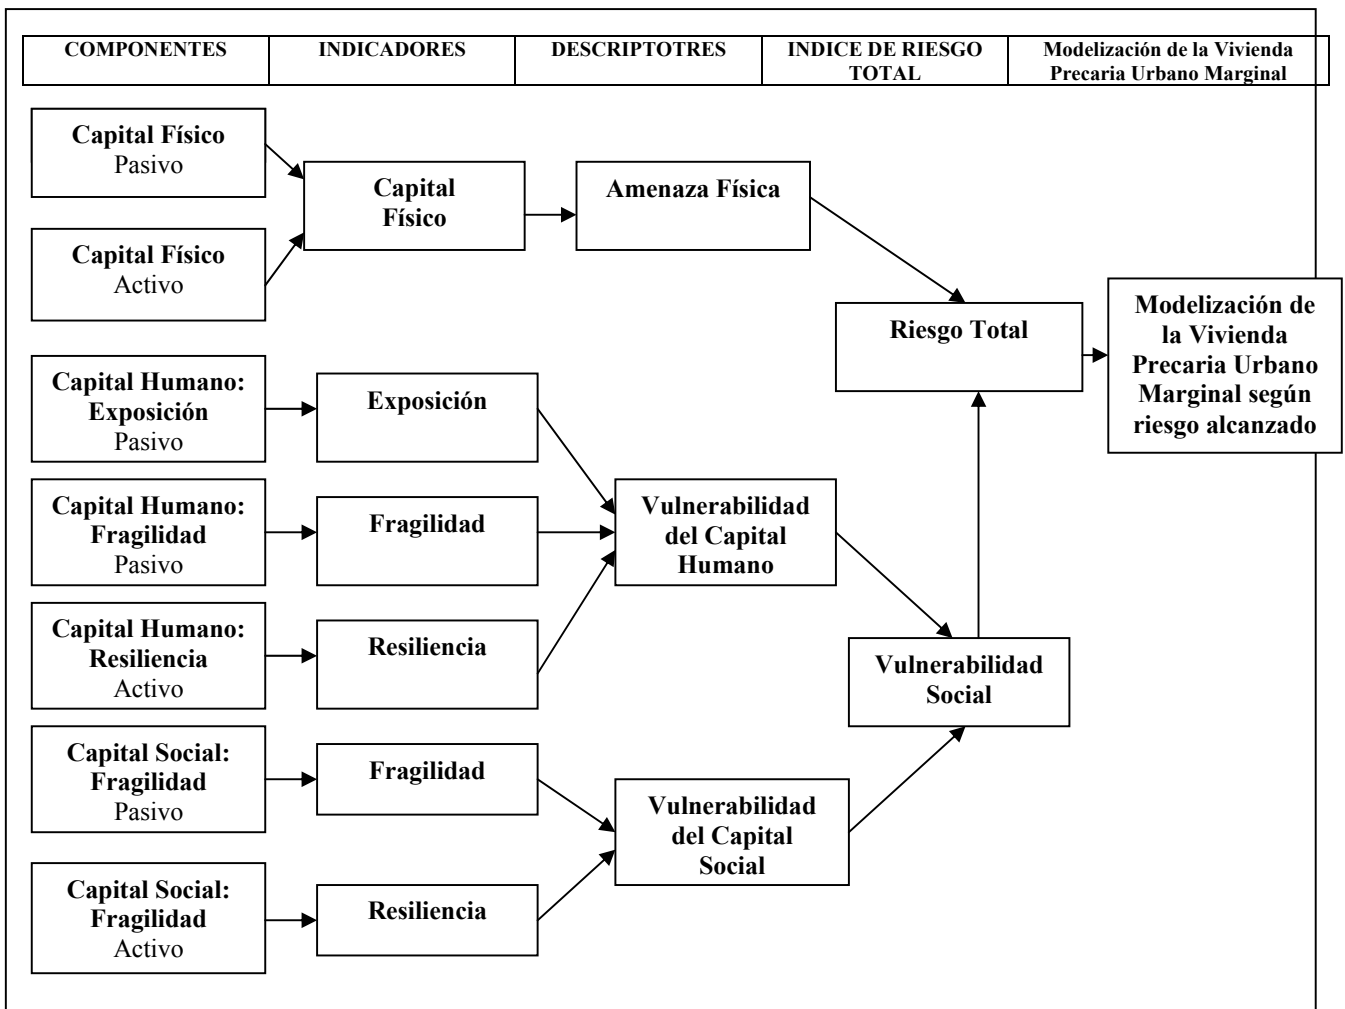 COMPONENTES
INDICADORES
DESCRIPTOTRES
INDICE DE RIESGO
TOTAL
Modelización de la Vivienda
Precaria Urbano Marginal
Capital Físico
Pasivo
Capital Físico
Activo
Capital
Físico
Amenaza Física
Riesgo Total
Modelización de
la Vivienda
Precaria Urbano
Marginal según
riesgo alcanzado
Capital Humano:
Exposición
Pasivo
Exposición
Capital Humano:
Fragilidad
Pasivo
Fragilidad
Vulnerabilidad
del Capital
Humano
Capital Humano:
Resiliencia
Activo
Resiliencia
Vulnerabilidad
Social
Capital Social:
Fragilidad
Pasivo
Fragilidad
Vulnerabilidad
del Capital
Social
Capital Social:
Fragilidad
Activo
Resiliencia